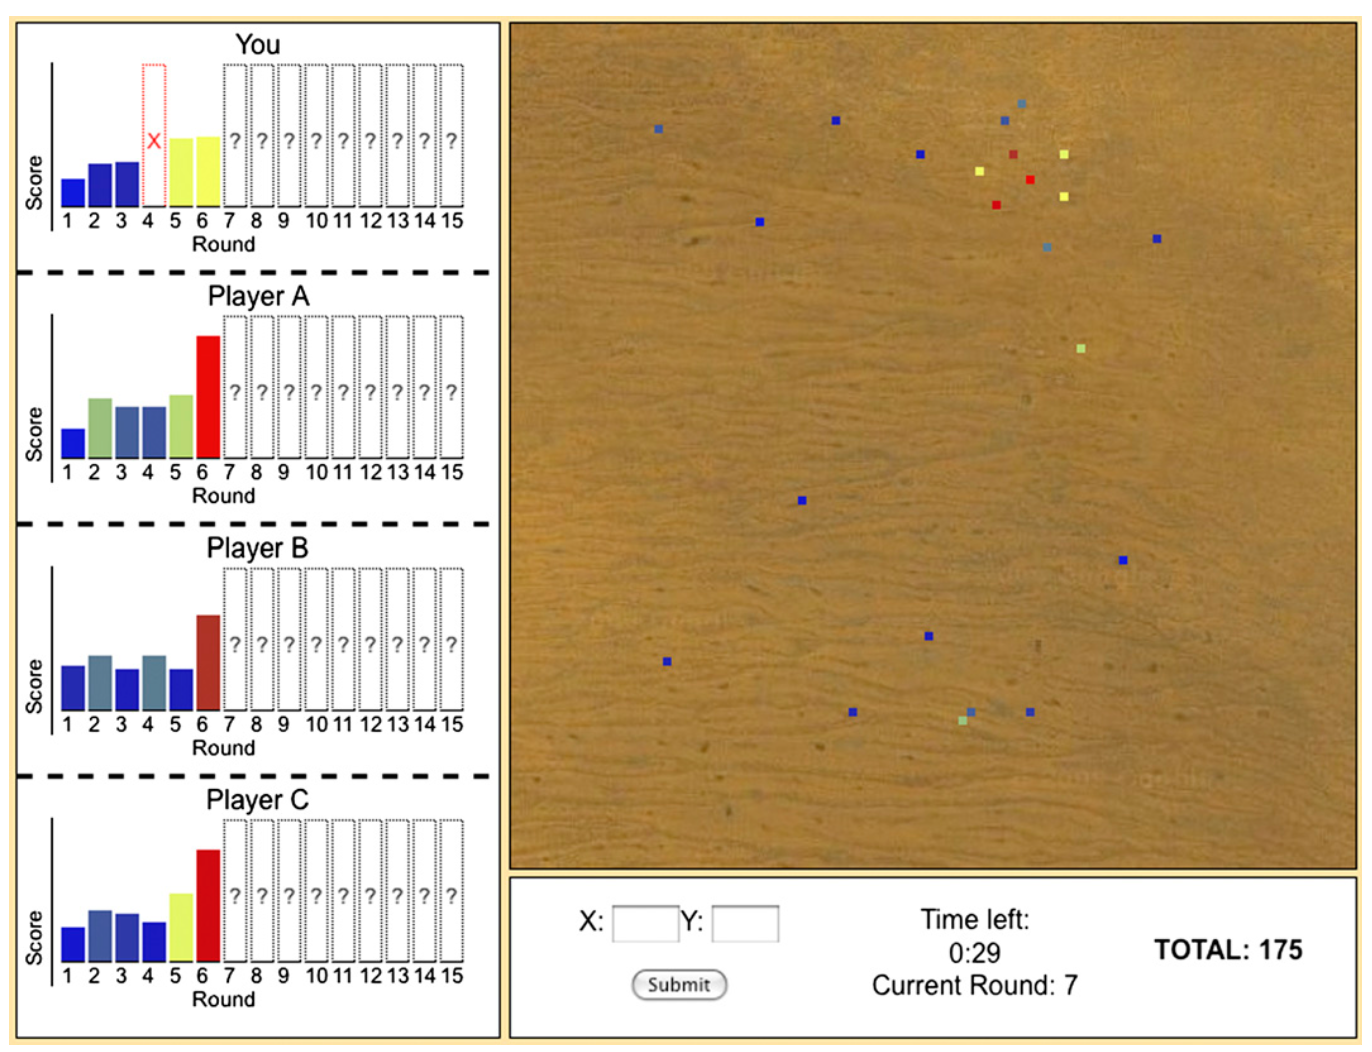 You
Score
X ? ? ? ? ? ? ? ? ?
1 2 3 4 5 6 7 8 9 10 11 12 13 14 15
Round
Player A
Score
? ? ? ? ? ? ? ? ?
1 2 3 4 5 6 7 8 9 10 11 12 13 14 15
Round
Player B
Score
? ? ? ? ? ? ? ? ?
1 2 3 4 5 6 7 8 9 10 11 12 13 14 15
Round
Player C
Score
? ? ? ? ? ? ? ? ?
1 2 3 4 5 6 7 8 9 10 11 12 13 14 15
Round
X: Y:
Submit
Time left:
0:29
Current Round: 7
TOTAL: 175